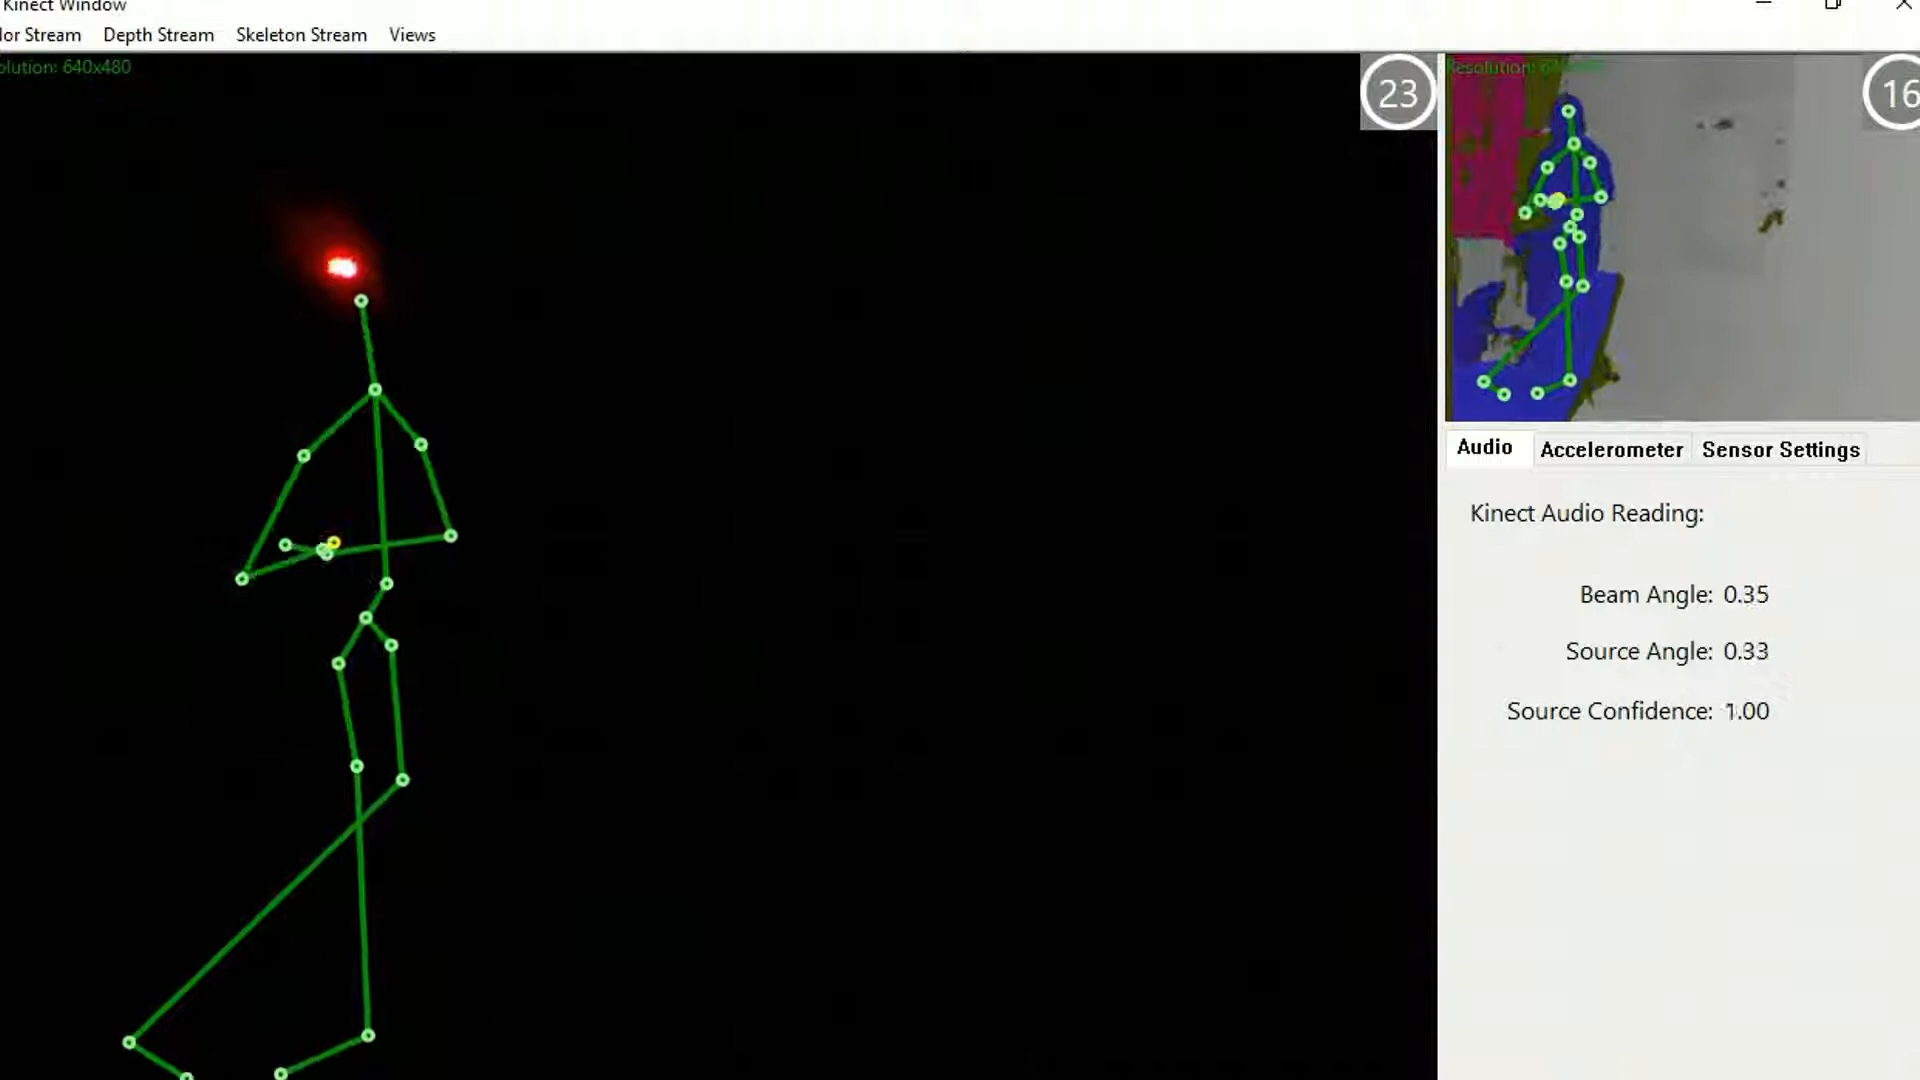 Kinect Window
lor Stream Depth Stream Skeleton Stream Views
olution: 640x480
23
Resolution:
16
Audio Accelerometer Sensor Settings
Kinect Audio Reading:
Beam Angle: 0.35
Source Angle: 0.33
Source Confidence: 1.00